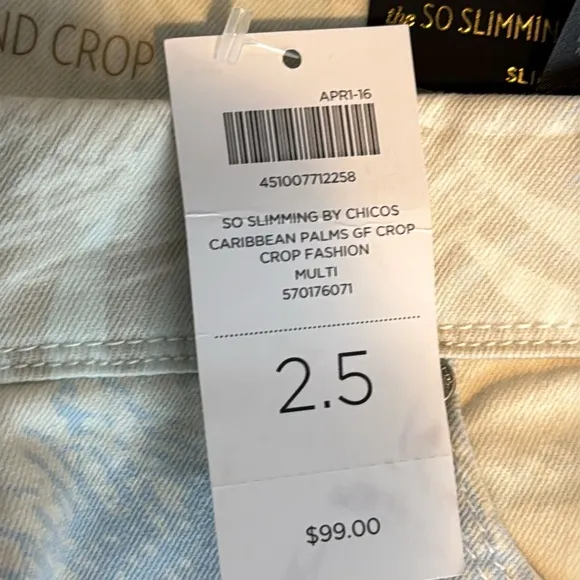 ND CROP
the SO SLIMMIN
SLI
APR1-16
451007712258
SO SLIMMING BY CHICOS
CARIBBEAN PALMS GF CROP
CROP FASHION
MULTI
570176071
2.5
$99.00